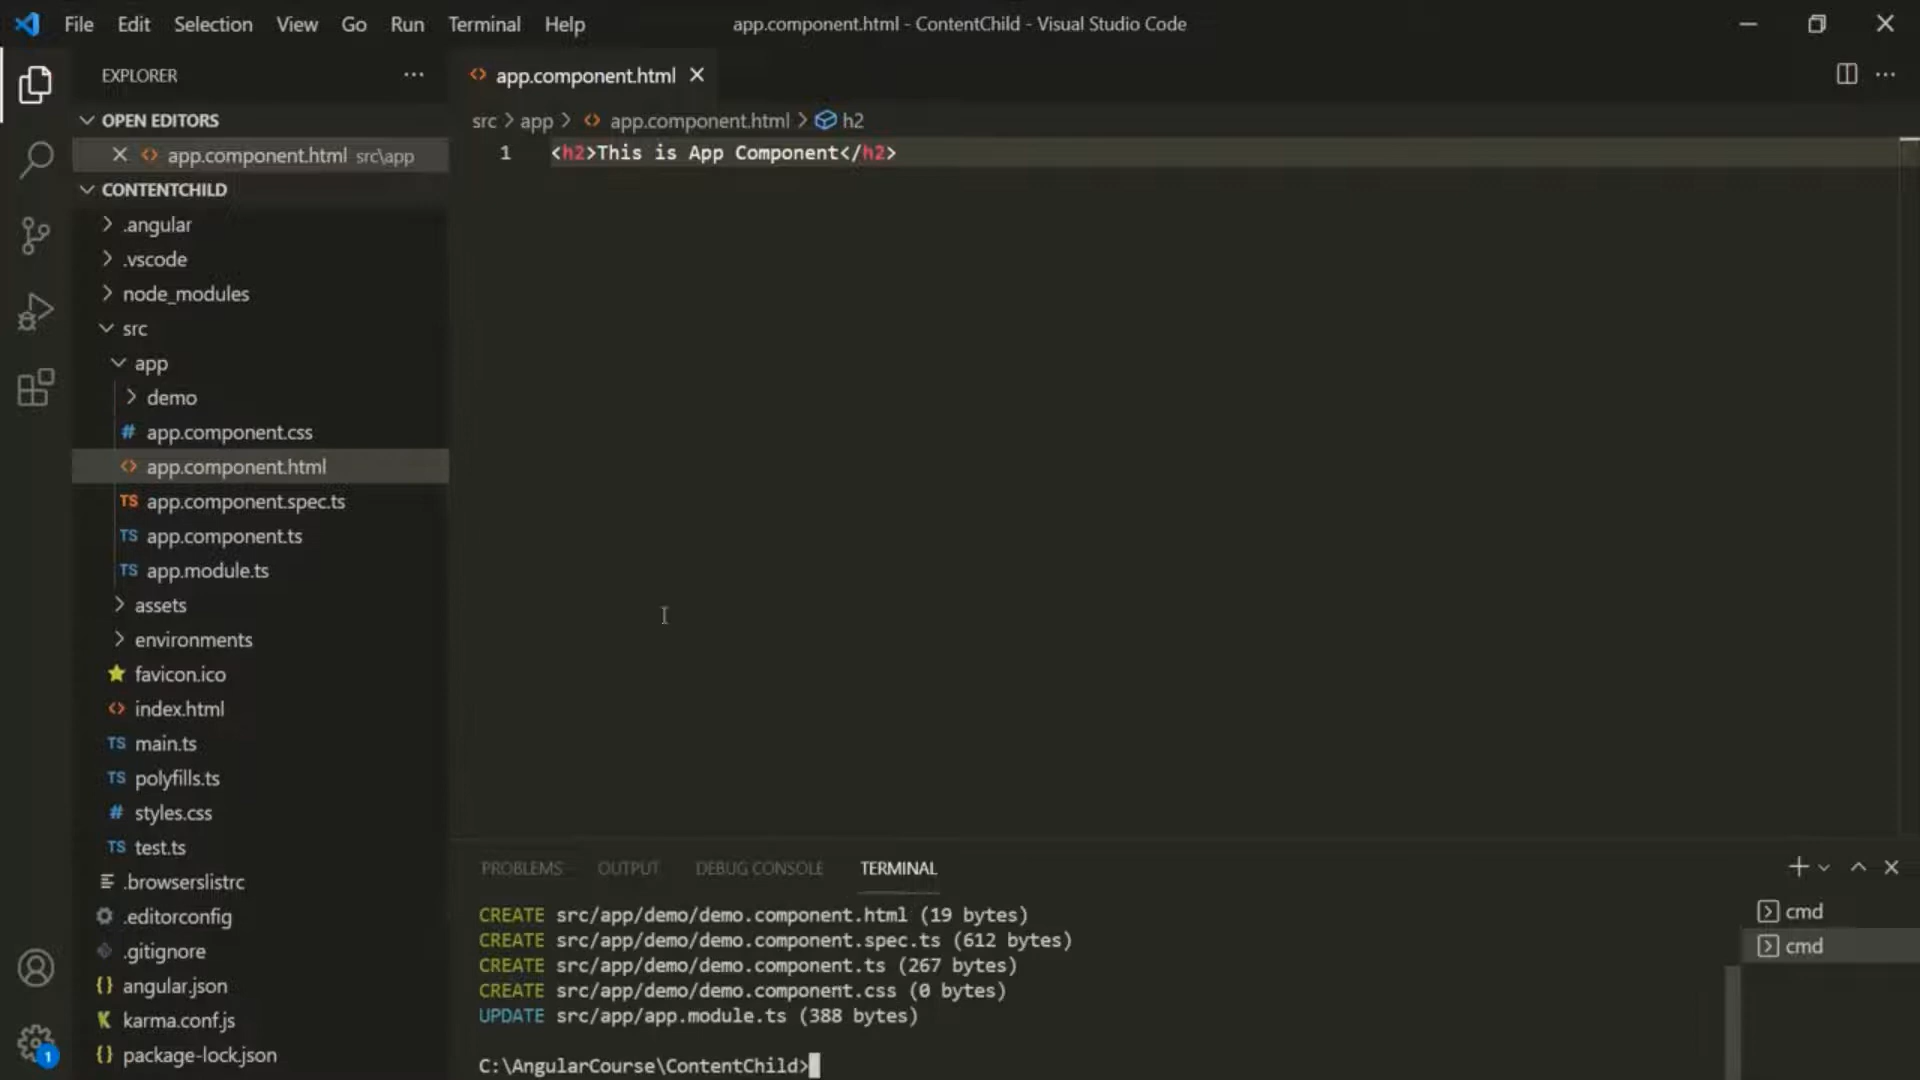 File Edit Selection View Go Run Terminal Help
app.component.html - ContentChild - Visual Studio Code
EXPLORER
OPEN EDITORS
app.component.html src\app
CONTENTCHILD
.angular
.vscode
node_modules
src
app
demo
app.component.css
app.component.html
app.component.spec.ts
app.component.ts
app.module.ts
assets
environments
favicon.ico
index.html
main.ts
polyfills.ts
styles.css
test.ts
.browserslistrc
.editorconfig
.gitignore
angular.json
karma.conf.js
package-lock.json
1
app.component.html
src > app > app.component.html > h2
1 <h2>This is App Component</h2>
PROBLEMS OUTPUT DEBUG CONSOLE TERMINAL
CREATE src/app/demo/demo.component.html (19 bytes)
CREATE src/app/demo/demo.component.spec.ts (612 bytes)
CREATE src/app/demo/demo.component.ts (267 bytes)
CREATE src/app/demo/demo.component.css (0 bytes)
UPDATE src/app/app.module.ts (388 bytes)
C:\AngularCourse\ContentChild>
cmd
cmd